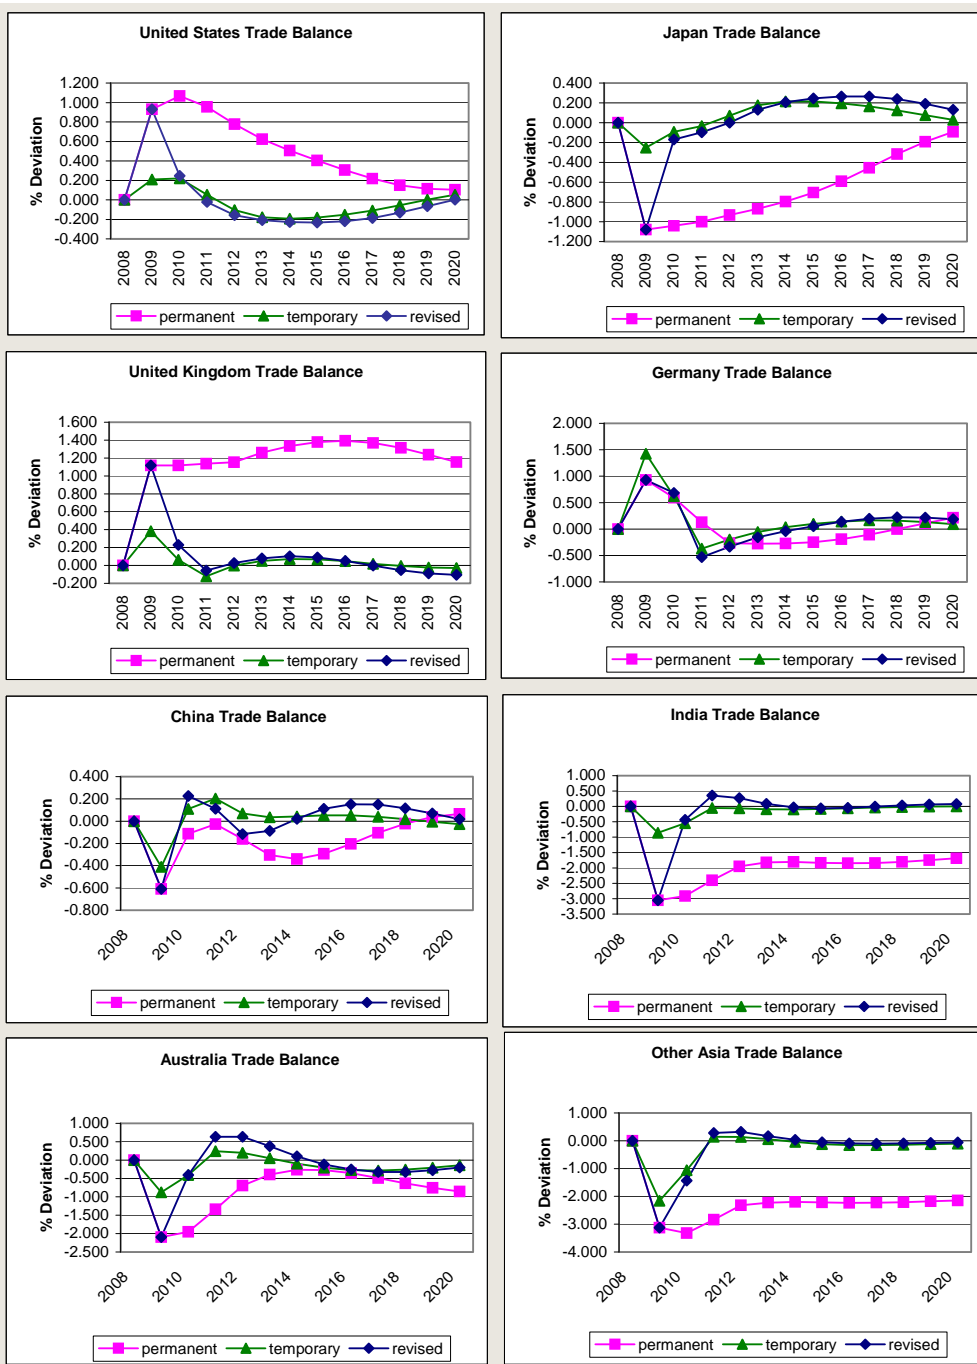 United States Trade Balance
% Deviation
1.200
1.000
0.800
0.600
0.400
0.200
0.000
-0.200
-0.400
2008 2009 2010 2011 2012 2013 2014 2015 2016 2017 2018 2019 2020
permanent temporary revised
Japan Trade Balance
% Deviation
0.400
0.200
0.000
-0.200
-0.400
-0.600
-0.800
-1.000
-1.200
2008 2009 2010 2011 2012 2013 2014 2015 2016 2017 2018 2019 2020
permanent temporary revised
United Kingdom Trade Balance
% Deviation
1.600
1.400
1.200
1.000
0.800
0.600
0.400
0.200
0.000
-0.200
2008 2009 2010 2011 2012 2013 2014 2015 2016 2017 2018 2019 2020
permanent temporary revised
Germany Trade Balance
% Deviation
2.000
1.500
1.000
0.500
0.000
-0.500
-1.000
2008 2009 2010 2011 2012 2013 2014 2015 2016 2017 2018 2019 2020
permanent temporary revised
China Trade Balance
% Deviation
0.400
0.200
0.000
-0.200
-0.400
-0.600
-0.800
2008 2010 2012 2014 2016 2018 2020
permanent temporary revised
India Trade Balance
% Deviation
1.000
0.500
0.000
-0.500
-1.000
-1.500
-2.000
-2.500
-3.000
-3.500
2008 2010 2012 2014 2016 2018 2020
permanent temporary revised
Australia Trade Balance
% Deviation
1.000
0.500
0.000
-0.500
-1.000
-1.500
-2.000
-2.500
2008 2010 2012 2014 2016 2018 2020
permanent temporary revised
Other Asia Trade Balance
% Deviation
1.000
0.000
-1.000
-2.000
-3.000
-4.000
2008 2010 2012 2014 2016 2018 2020
permanent temporary revised